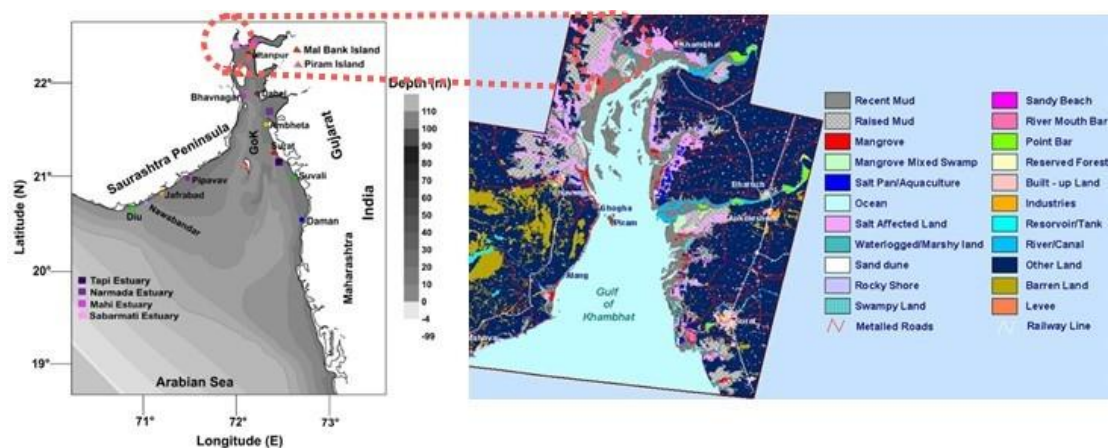 Mal Bank Island
Piram Island
22°
Bhavnagar
Depth (m)
110
100
90
80
70
60
50
40
30
20
10
0
-4
-99
Ambheta
Surat
Suvali
GoK
Gujarat
Saurashtra Peninsula
21°
Pipavav
Jafrabad
Nawabandar
Diu
Daman
India
Maharashtra
Latitude (N)
20°
Tapi Estuary
Narmada Estuary
Mahi Estuary
Sabarmati Estuary
19°
Arabian Sea
71°
72°
73°
Longitude (E)
Khambhat
Bharuch
Ghogha
Piram
Alang
Gulf
of
Khambhat
Surat
Recent Mud
Raised Mud
Mangrove
Mangrove Mixed Swamp
Salt Pan/Aquaculture
Ocean
Salt Affected Land
Waterlogged/Marshy land
Sand dune
Rocky Shore
Swampy Land
Metalled Roads
Sandy Beach
River Mouth Bar
Point Bar
Reserved Forest
Built - up Land
Industries
Reservoir/Tank
River/Canal
Other Land
Barren Land
Levee
Railway Line